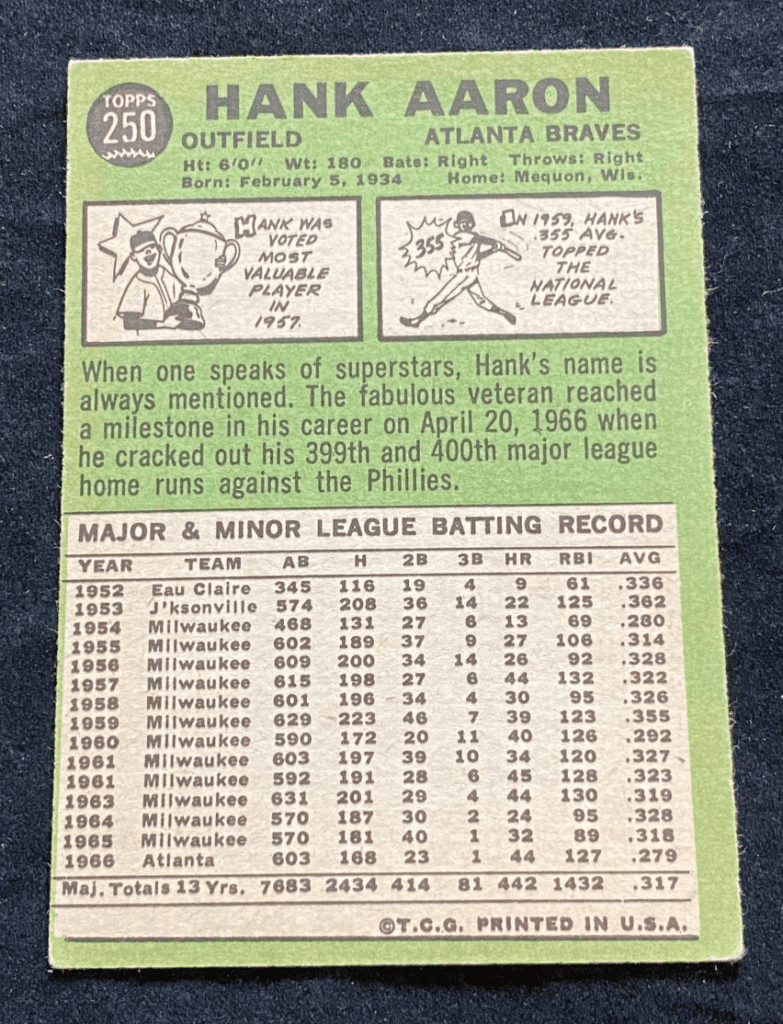 TOPPS
250
HANK AARON
OUTFIELD ATLANTA BRAVES
Ht: 6'0" Wt: 180 Bats: Right Throws: Right
Born: February 5, 1934 Home: Mequon, Wis.
HANK WAS
VOTED
MOST
VALUABLE
PLAYER
IN
1957.
355
IN 1959, HANK'S
.355 AVG.
TOPPED
THE
NATIONAL
LEAGUE.
When one speaks of superstars, Hank's name is
always mentioned. The fabulous veteran reached
a milestone in his career on April 20, 1966 when
he cracked out his 399th and 400th major league
home runs against the Phillies.
MAJOR & MINOR LEAGUE BATTING RECORD
YEAR TEAM AB H 2B 3B HR RBI AVG
1952 Eau Claire 345 116 19 4 9 61 .336
1953 J'ksonville 574 208 36 14 22 125 .362
1954 Milwaukee 468 131 27 6 13 69 .280
1955 Milwaukee 602 189 37 9 27 106 .314
1956 Milwaukee 609 200 34 14 26 92 .328
1957 Milwaukee 615 198 27 6 44 132 .322
1958 Milwaukee 601 196 34 4 30 95 .326
1959 Milwaukee 629 223 46 7 39 123 .355
1960 Milwaukee 590 172 20 11 40 126 .292
1961 Milwaukee 603 197 39 10 34 120 .327
1961 Milwaukee 592 191 28 6 45 128 .323
1963 Milwaukee 631 201 29 4 44 130 .319
1964 Milwaukee 570 187 30 2 24 95 .328
1965 Milwaukee 570 181 40 1 32 89 .318
1966 Atlanta 603 168 23 1 44 127 .279
Maj. Totals 13 Yrs. 7683 2434 414 81 442 1432 .317
©T.C.G. PRINTED IN U.S.A.